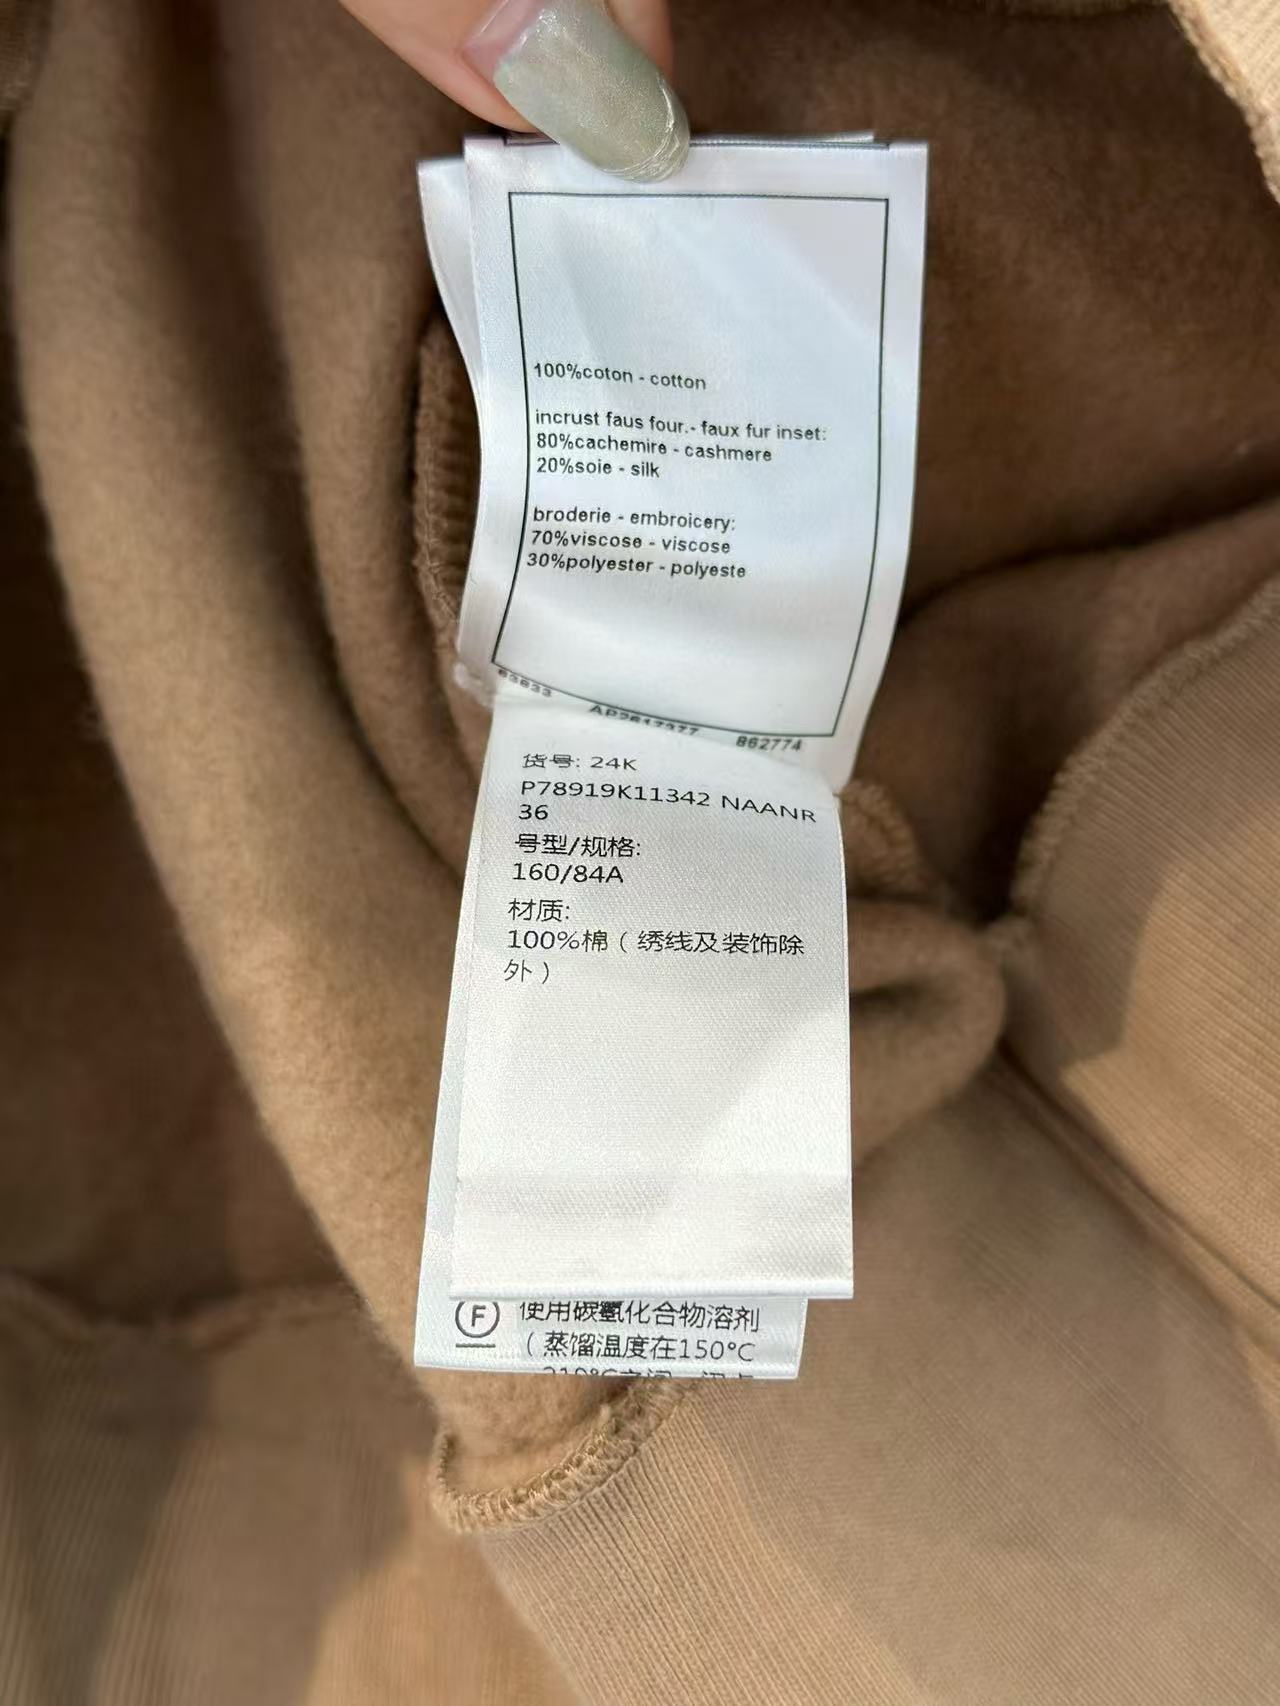 100%coton - cotton
incrust faus four.- faux fur inset:
80%cachemire - cashmere
20%soie - silk
broderie - embroicery:
70%viscose - viscose
30%polyester - polyeste
63633 862774
货号: 24K
P78919K11342 NAANR
36
号型/规格:
160/84A
材质:
100%棉（绣线及装饰除
外）
F 使用碳氢化合物溶剂
（蒸馏温度在150°C